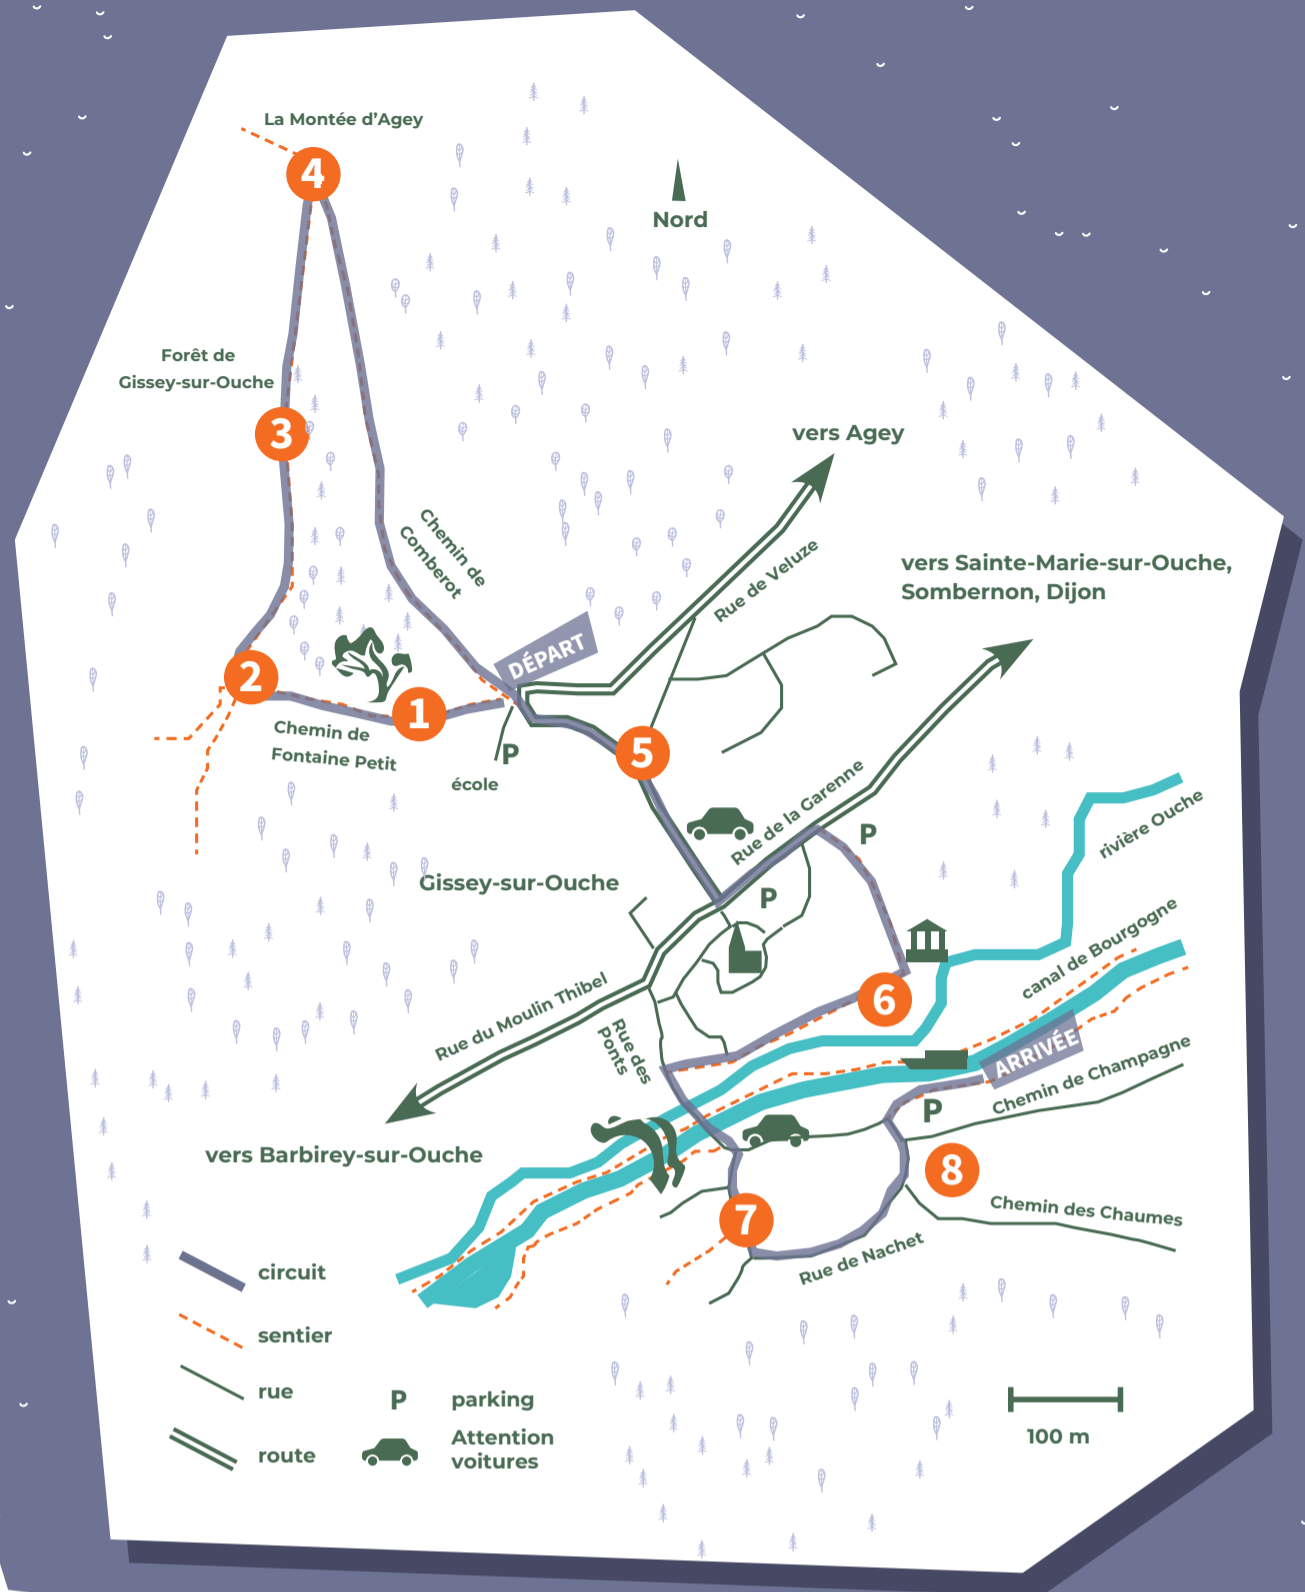 La Montée d'Agey
4
Nord
Forêt de
Gissey-sur-Ouche
3
vers Agey
Chemin de
Comberot
Rue de Veluze
vers Sainte-Marie-sur-Ouche,
Sombernon, Dijon
DÉPART
2
1
Chemin de
Fontaine Petit
P
école
5
Rue de la Garenne
P
rivière Ouche
Gissey-sur-Ouche
P
canal de Bourgogne
6
Rue du Moulin Thibel
Rue des
Ponts
ARRIVÉE
Chemin de Champagne
P
vers Barbirey-sur-Ouche
8
7
Chemin des Chaumes
Rue de Nachet
circuit
sentier
rue
route
P
parking
Attention
voitures
100 m